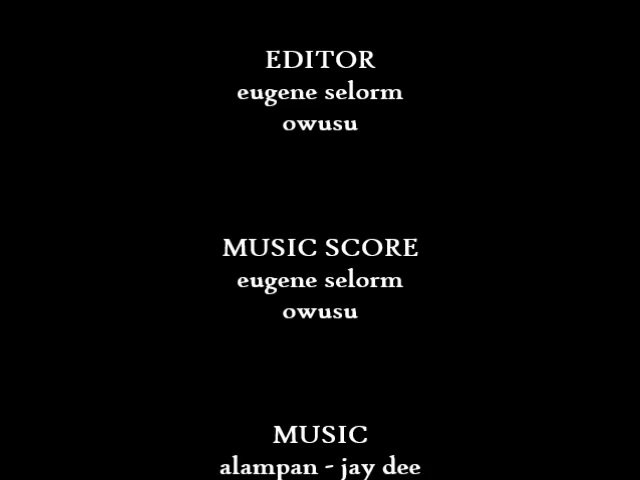 EDITOR
eugene selorm
owusu
MUSIC SCORE
eugene selorm
owusu
MUSIC
alampan - jay dee